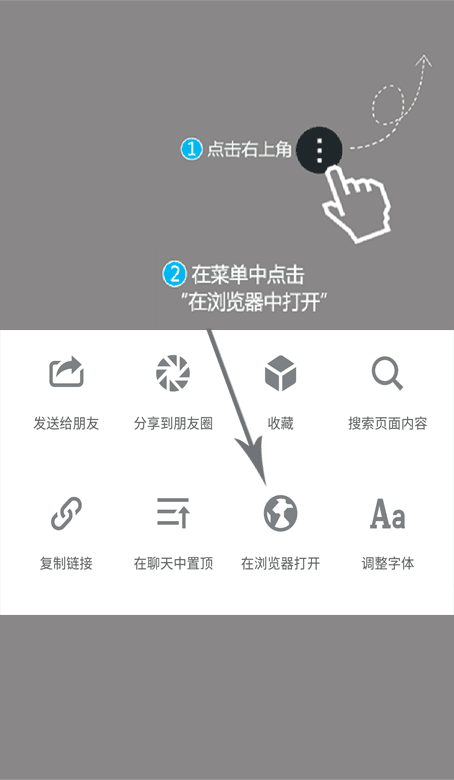 1 点击右上角
2 在菜单中点击
“在浏览器中打开”
发送给朋友 分享到朋友圈 收藏 搜索页面内容
Aa
复制链接 在聊天中置顶 在浏览器打开 调整字体